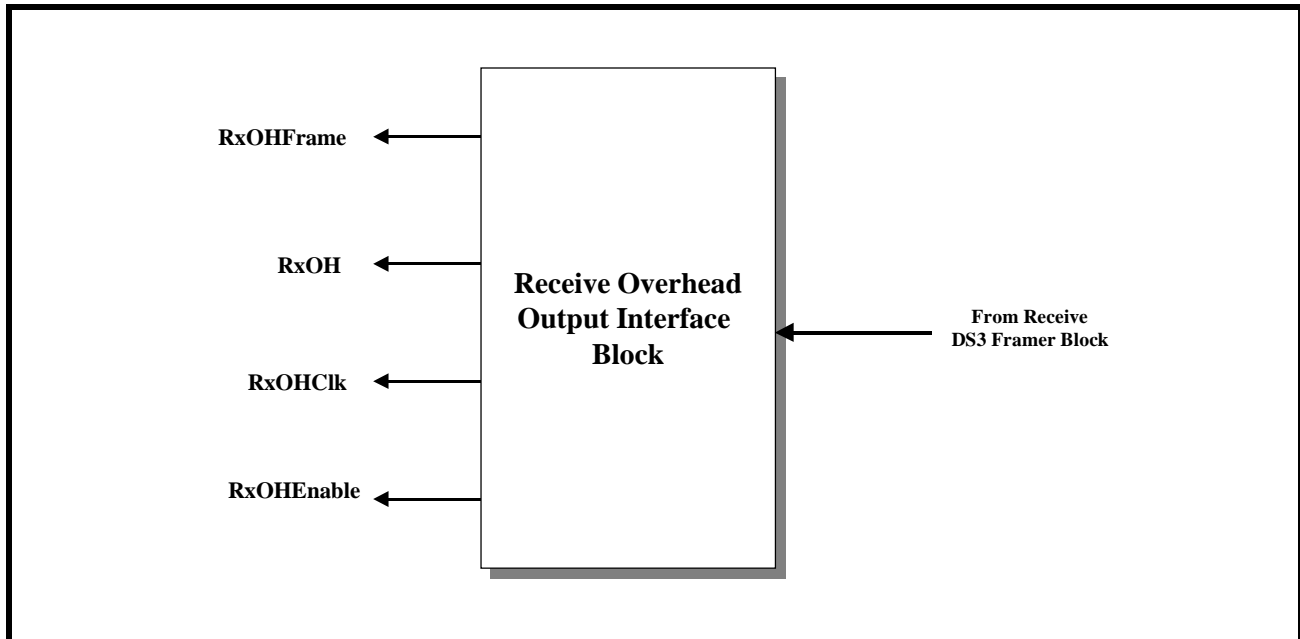 RxOHFrame
RxOH
RxOHClk
RxOHEnable
Receive Overhead
Output Interface
Block
From Receive
DS3 Framer Block